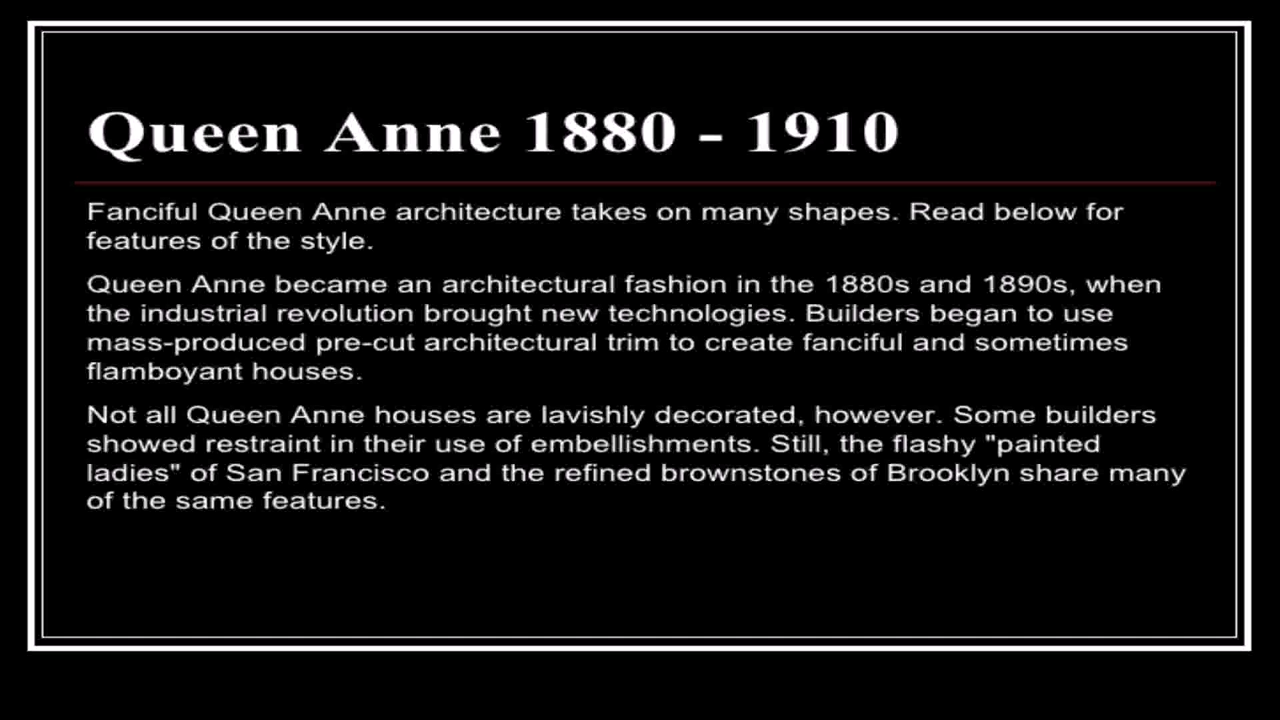 Queen Anne 1880 - 1910
Fanciful Queen Anne architecture takes on many shapes. Read below for
features of the style.
Queen Anne became an architectural fashion in the 1880s and 1890s, when
the industrial revolution brought new technologies. Builders began to use
mass-produced pre-cut architectural trim to create fanciful and sometimes
flamboyant houses.
Not all Queen Anne houses are lavishly decorated, however. Some builders
showed restraint in their use of embellishments. Still, the flashy "painted
ladies" of San Francisco and the refined brownstones of Brooklyn share many
of the same features.